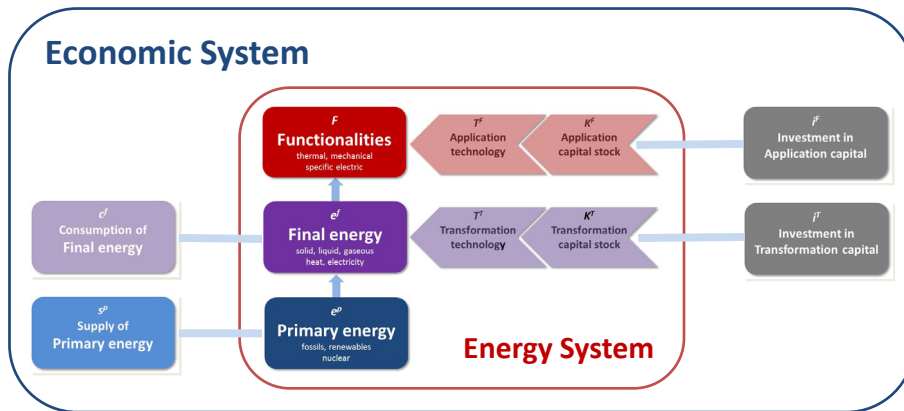 Economic System
F
Functionalities
thermal, mechanical
specific electric
T^F
Application
technology
K^F
Application
capital stock
i^F
Investment in
Application capital
c^f
Consumption of
Final energy
e^f
Final energy
solid, liquid, gaseous
heat, electricity
T^T
Transformation
technology
K^T
Transformation
capital stock
i^T
Investment in
Transformation capital
s^p
Supply of
Primary energy
e^p
Primary energy
fossils, renewables
nuclear
Energy System